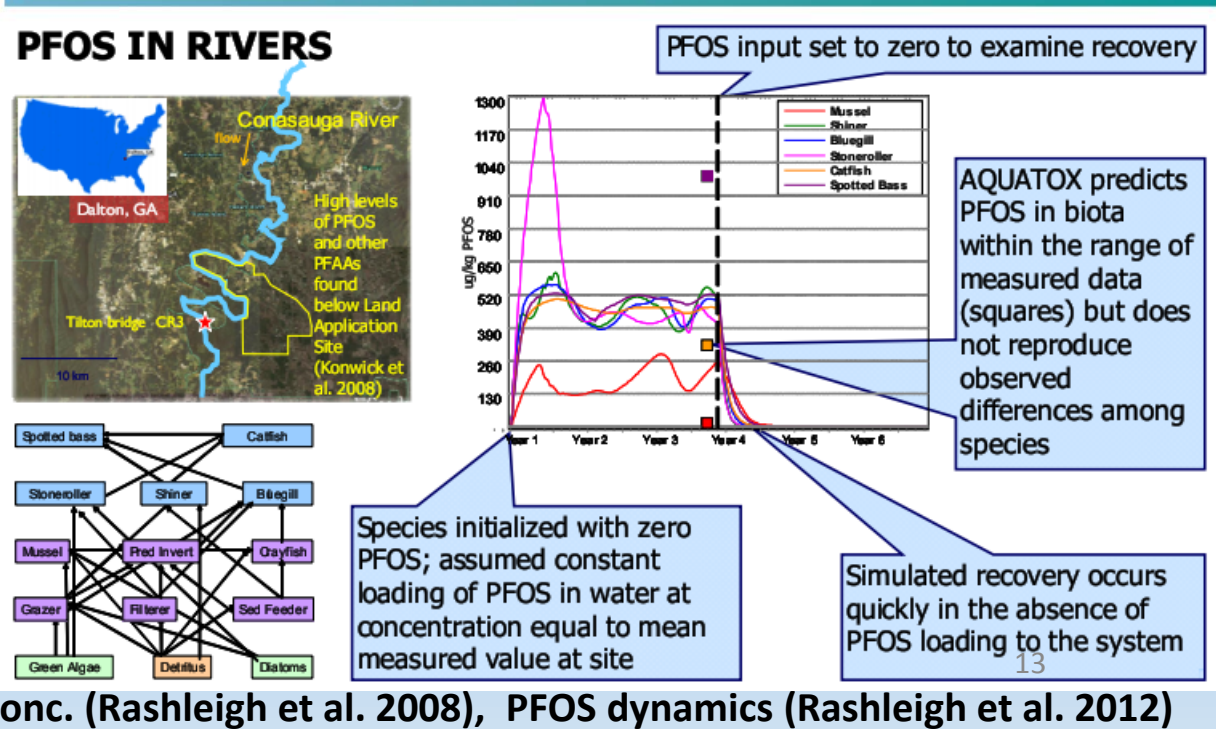 PFOS IN RIVERS
PFOS input set to zero to examine recovery
Conasauga River
flow
Dalton, GA
High levels
of PFOS
and other
PFAAs
found
below Land
Application
Site
(Konwick et
al. 2008)
Tilton bridge CR3
10 km
1300
1170
1040
910
780
650
520
390
260
130
ug/kg PFOS
Mussel
Shiner
Bluegill
Stoneroller
Catfish
Spotted Bass
Year 1 Year 2 Year 3 Year 4 Year 5 Year 6
AQUATOX predicts
PFOS in biota
within the range of
measured data
(squares) but does
not reproduce
observed
differences among
species
Spotted bass Catfish
Stoneroller Shiner Bluegill
Mussel Pred Invert Crayfish
Grazer Filterer Sed Feeder
Green Algae Detritus Diatoms
Species initialized with zero
PFOS; assumed constant
loading of PFOS in water at
concentration equal to mean
measured value at site
Simulated recovery occurs
quickly in the absence of
PFOS loading to the system
13
onc. (Rashleigh et al. 2008), PFOS dynamics (Rashleigh et al. 2012)